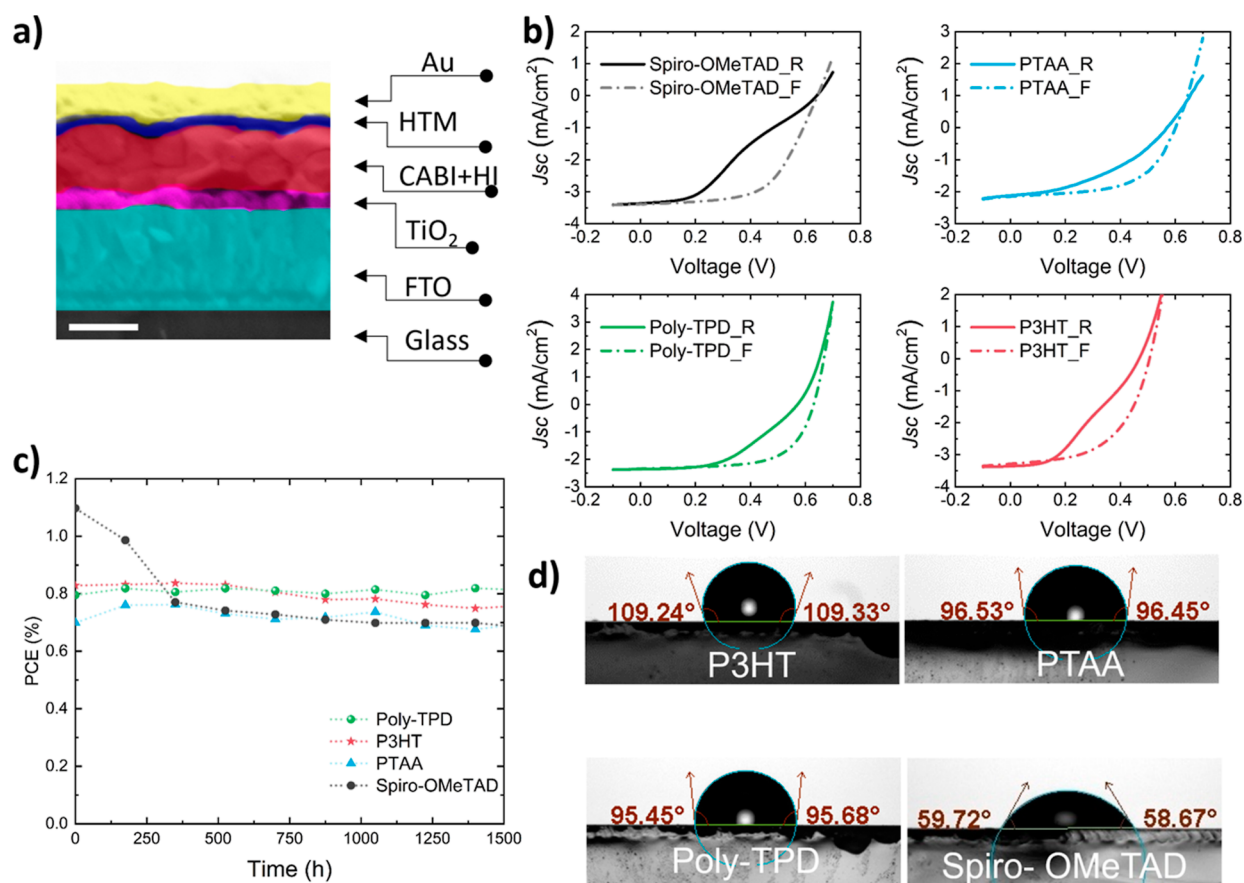 a)
Au
HTM
CABI+HI
TiO₂
FTO
Glass
b)
Spiro-OMeTAD_R
Spiro-OMeTAD_F
Jsc (mA/cm²)
2
1
0
-1
-2
-3
-4
0.0 0.2 0.4 0.6 0.8
Voltage (V)
PTAA_R
PTAA_F
Jsc (mA/cm²)
3
2
1
0
-1
-2
-3
0.0 0.2 0.4 0.6 0.8
Voltage (V)
Poly-TPD_R
Poly-TPD_F
Jsc (mA/cm²)
4
3
2
1
0
-1
-2
-3
0.0 0.2 0.4 0.6 0.8
Voltage (V)
P3HT_R
P3HT_F
Jsc (mA/cm²)
2
1
0
-1
-2
-3
-4
0.0 0.2 0.4 0.6 0.8
Voltage (V)
c)
PCE (%)
1.2
1.0
0.8
0.6
0.4
0.2
0.0
Poly-TPD
P3HT
PTAA
Spiro-OMeTAD
0 250 500 750 1000 1250 1500
Time (h)
d)
109.24° 109.33°
P3HT
96.53° 96.45°
PTAA
95.45° 95.68°
Poly-TPD
59.72° 58.67°
Spiro- OMeTAD